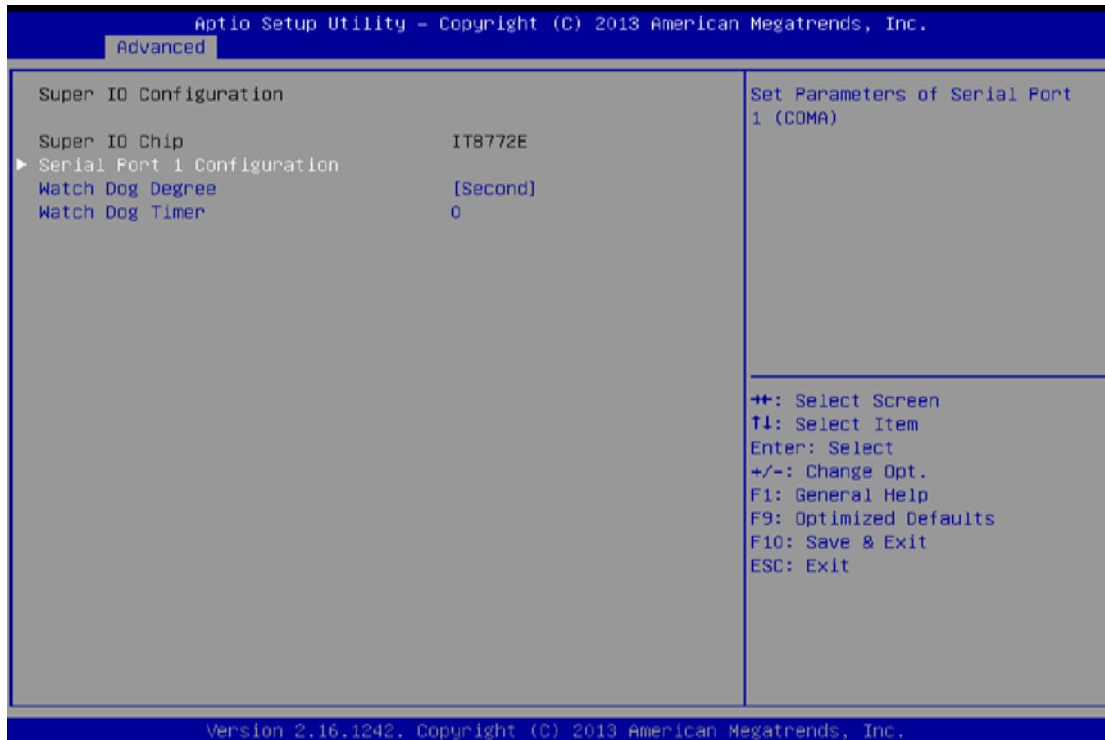 Aptio Setup Utility – Copyright (C) 2013 American Megatrends, Inc.
Advanced
Super IO Configuration
Super IO Chip IT8772E
► Serial Port 1 Configuration
Watch Dog Degree [Second]
Watch Dog Timer 0
Set Parameters of Serial Port
1 (COMA)
→←: Select Screen
↑↓: Select Item
Enter: Select
+/-: Change Opt.
F1: General Help
F9: Optimized Defaults
F10: Save & Exit
ESC: Exit
Version 2.16.1242. Copyright (C) 2013 American Megatrends, Inc.